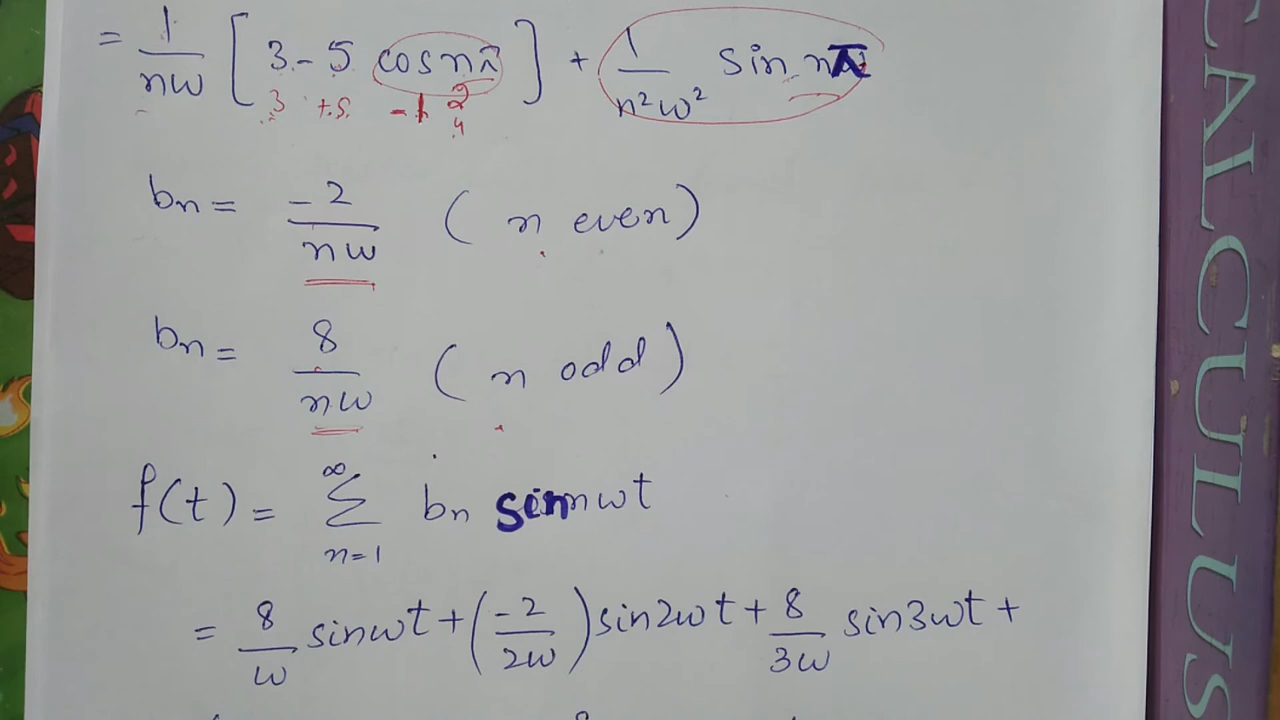 = 1/nω [ 3 - 5 cos nπ ] + 1/n²ω² sin nπ
3 +5 -1 2
4
bn = -2/nω ( n even )
bn = 8/nω ( n odd )
f(t) = ∞∑n=1 bn sin nωt
= 8/ω sin ωt + (-2/2ω) sin 2ωt + 8/3ω sin 3ωt +
CALCULUS